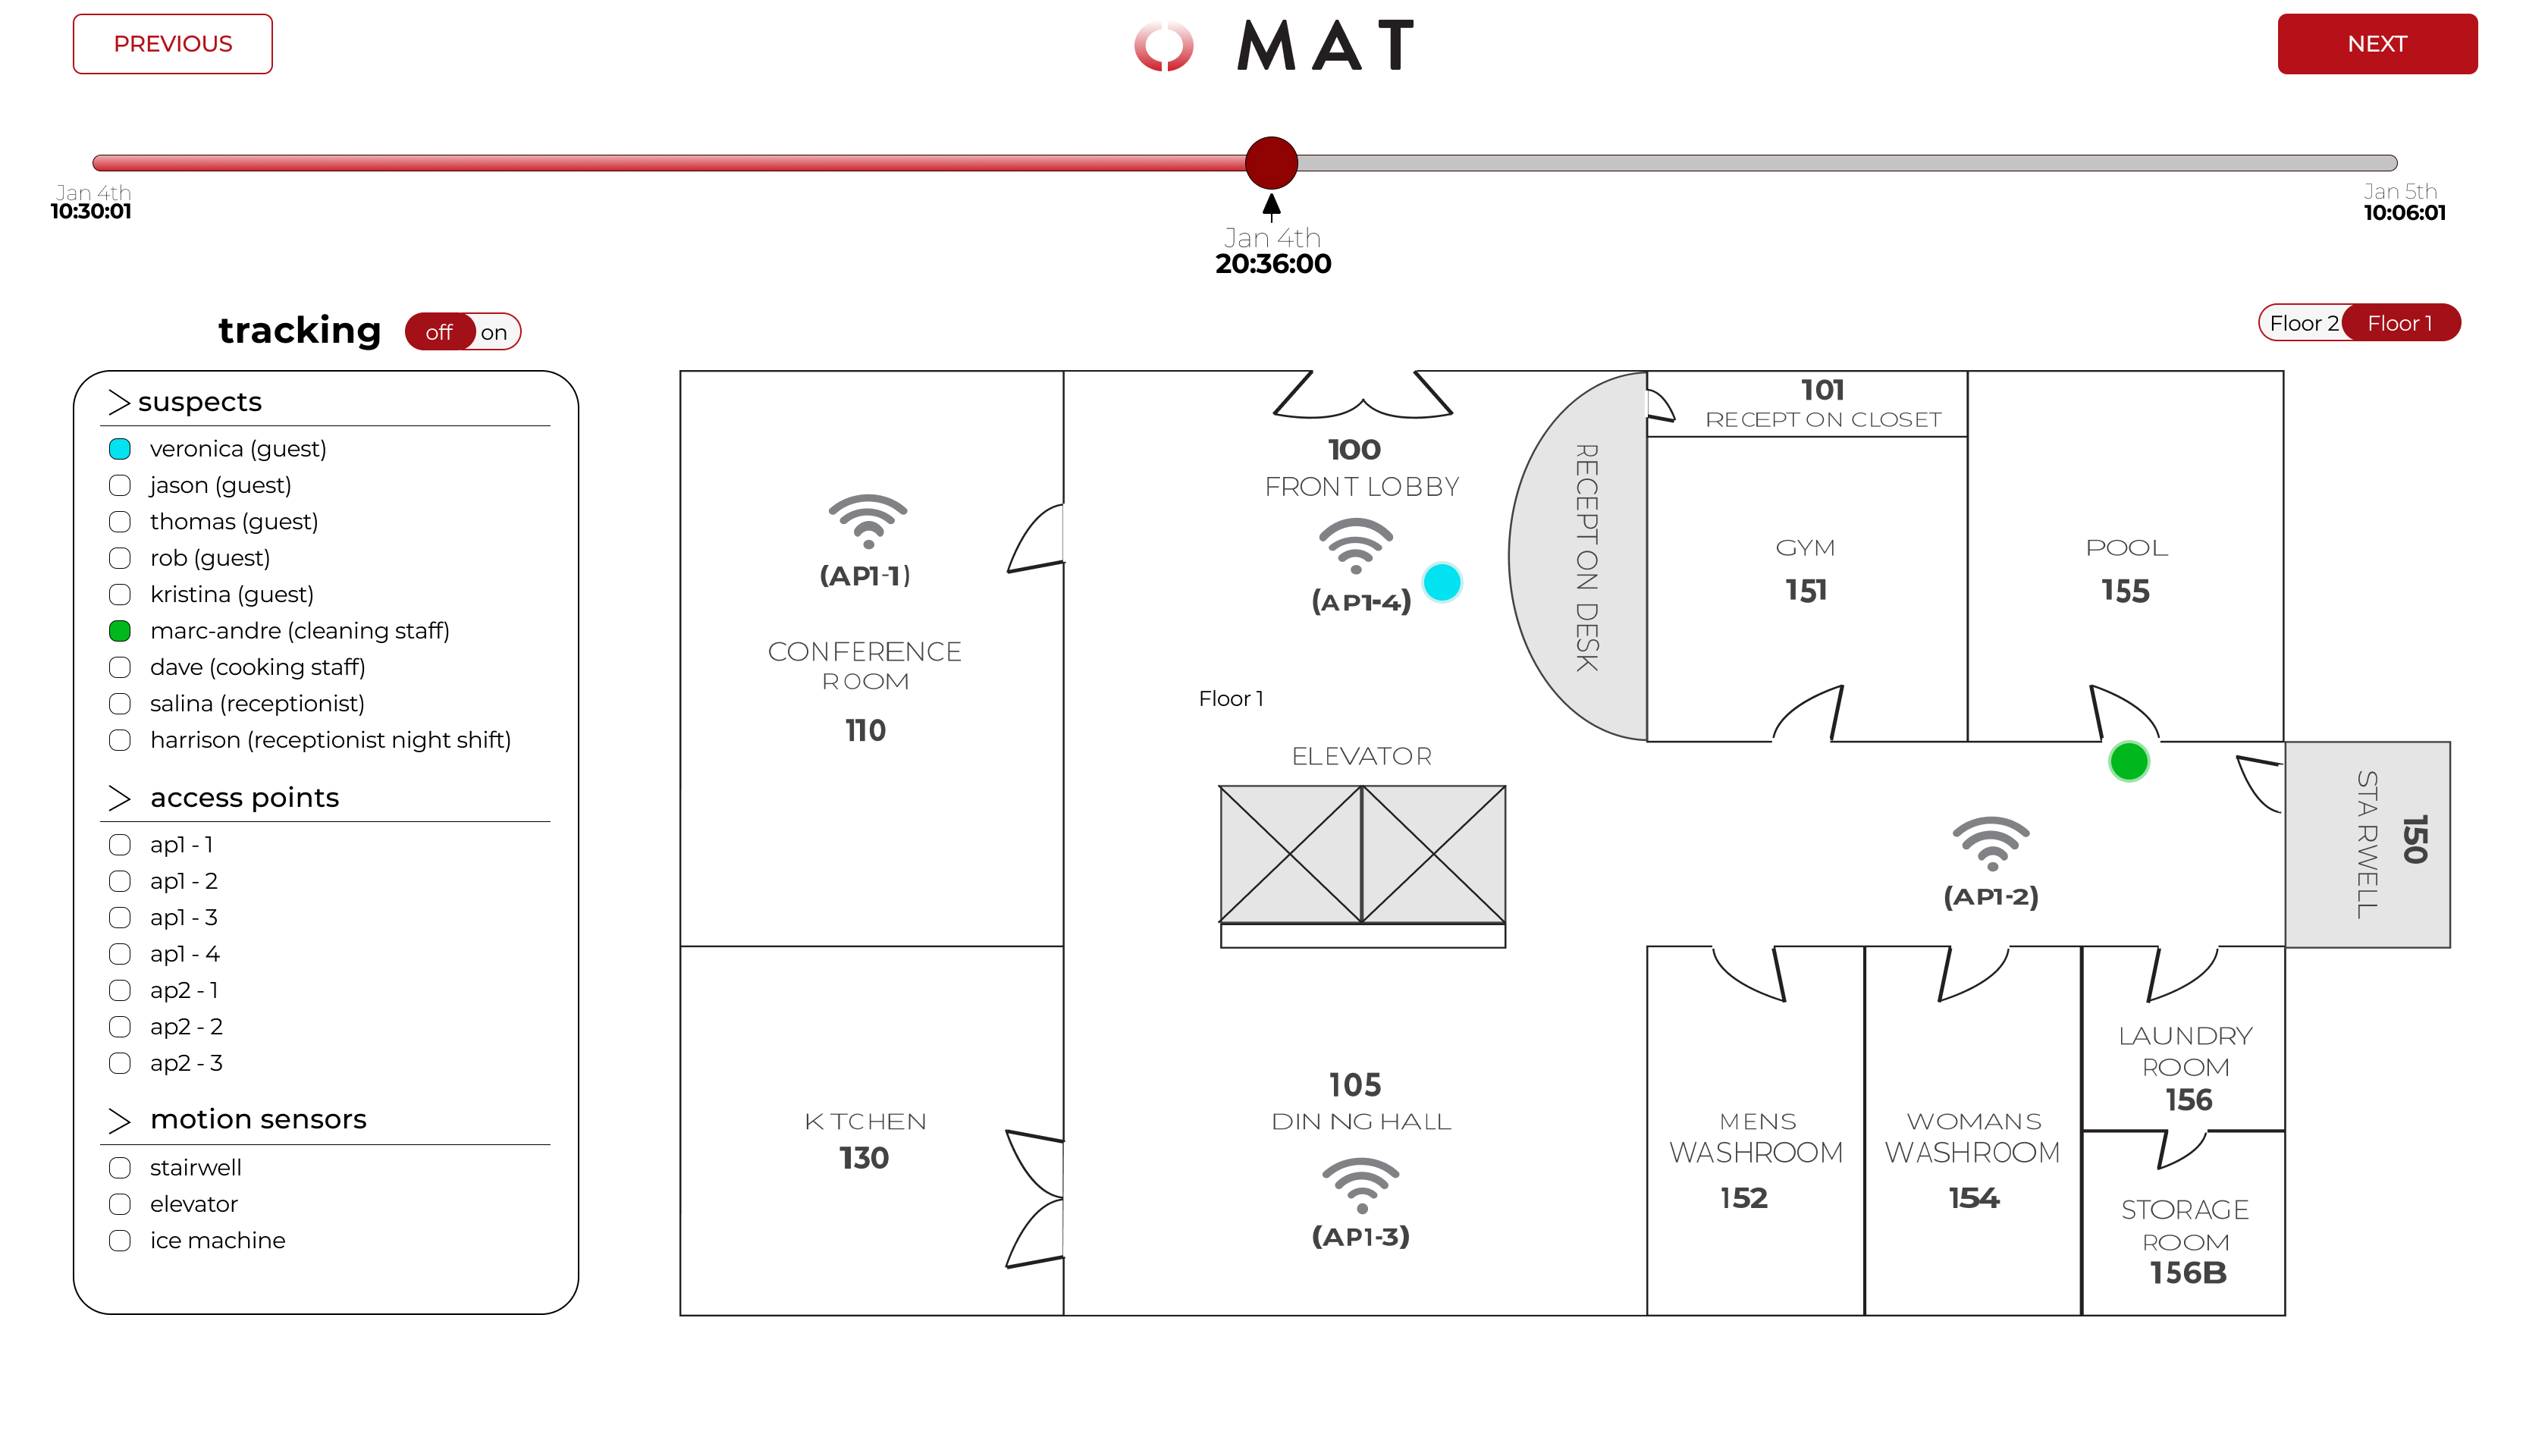 PREVIOUS
MAT
NEXT
Jan 4th
10:30:01
Jan 5th
10:06:01
Jan 4th
20:36:00
tracking
off on
Floor 2 Floor 1
suspects
veronica (guest)
jason (guest)
thomas (guest)
rob (guest)
kristina (guest)
marc-andre (cleaning staff)
dave (cooking staff)
salina (receptionist)
harrison (receptionist night shift)
access points
ap1 - 1
ap1 - 2
ap1 - 3
ap1 - 4
ap2 - 1
ap2 - 2
ap2 - 3
motion sensors
stairwell
elevator
ice machine
(AP1-1)
CONFERENCE
ROOM
110
100
FRONT LOBBY
(AP1-4)
RECEPT ON DESK
101
RECEPT ON CLOSET
GYM
151
POOL
155
Floor 1
ELEVATOR
(AP1-2)
STA RWELL
150
K TCHEN
130
105
DIN NG HALL
(AP1-3)
MENS
WASHROOM
152
WOMANS
WASHROOM
154
LAUNDRY
ROOM
156
STORAGE
ROOM
156B